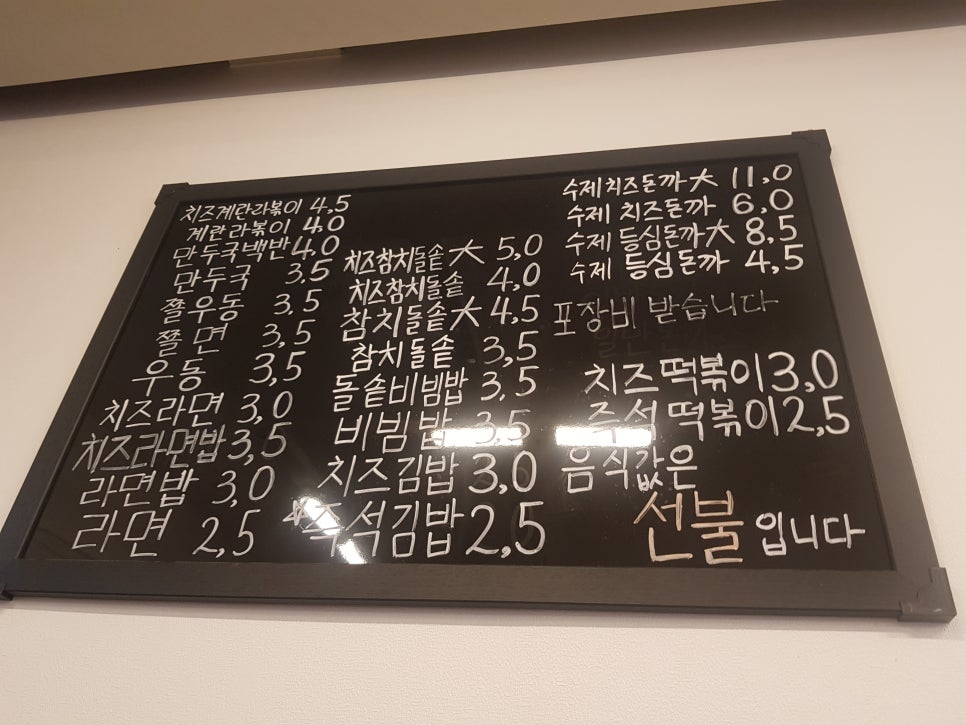 치즈계란라볶이 4,5
계란라볶이 4,0
만두국백반 4,0
만두국 3,5
쫄우동 3,5
쫄면 3,5
우동 3,5
치즈라면 3,0
치즈라면밥 3,5
라면밥 3,0
라면 2,5
치즈참치돌솥大 5,0
치즈참치돌솥 4,0
참치돌솥大 4,5
참치돌솥 3,5
돌솥비빔밥 3,5
비빔밥 3,5
치즈김밥 3,0
즉석김밥 2,5
수제치즈돈까大 11,0
수제 치즈돈까 6,0
수제 등심돈까大 8,5
수제 등심돈까 4,5
포장비 받습니다
치즈떡볶이 3,0
즉석떡볶이 2,5
음식값은
선불입니다